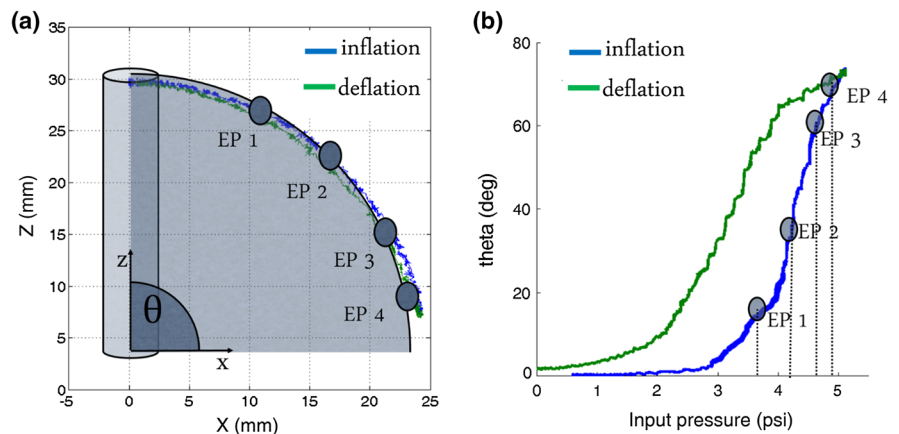 (a)
35
30
25
20
15
10
5
0
-5 0 5 10 15 20 25
Z (mm)
X (mm)
inflation
deflation
EP 1
EP 2
EP 3
EP 4
z
θ
x
(b)
80
60
40
20
0
0 1 2 3 4 5
theta (deg)
Input pressure (psi)
inflation
deflation
EP 4
EP 3
EP 2
EP 1